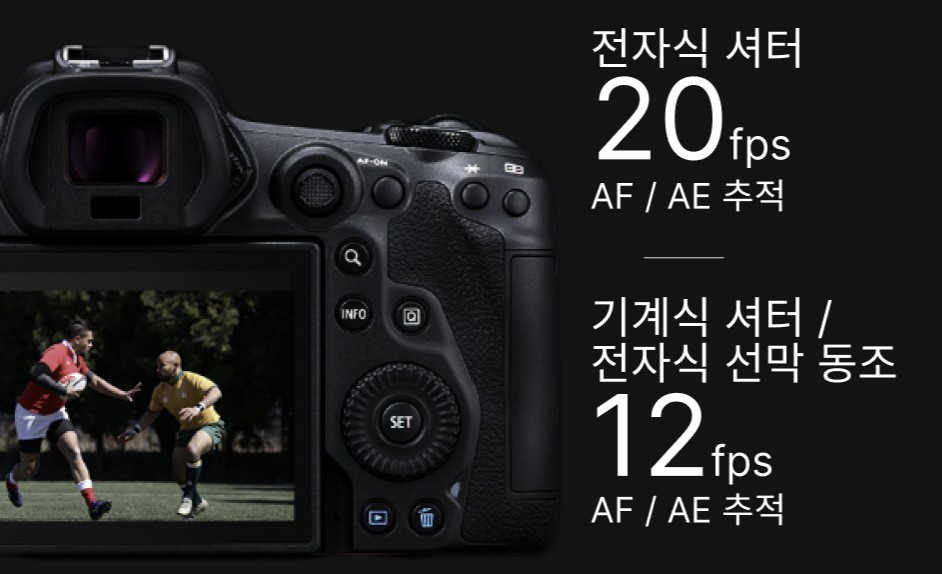 전자식 셔터
20fps
AF / AE 추적
기계식 셔터 /
전자식 선막 동조
12fps
AF / AE 추적
AF-ON
INFO
Q
SET